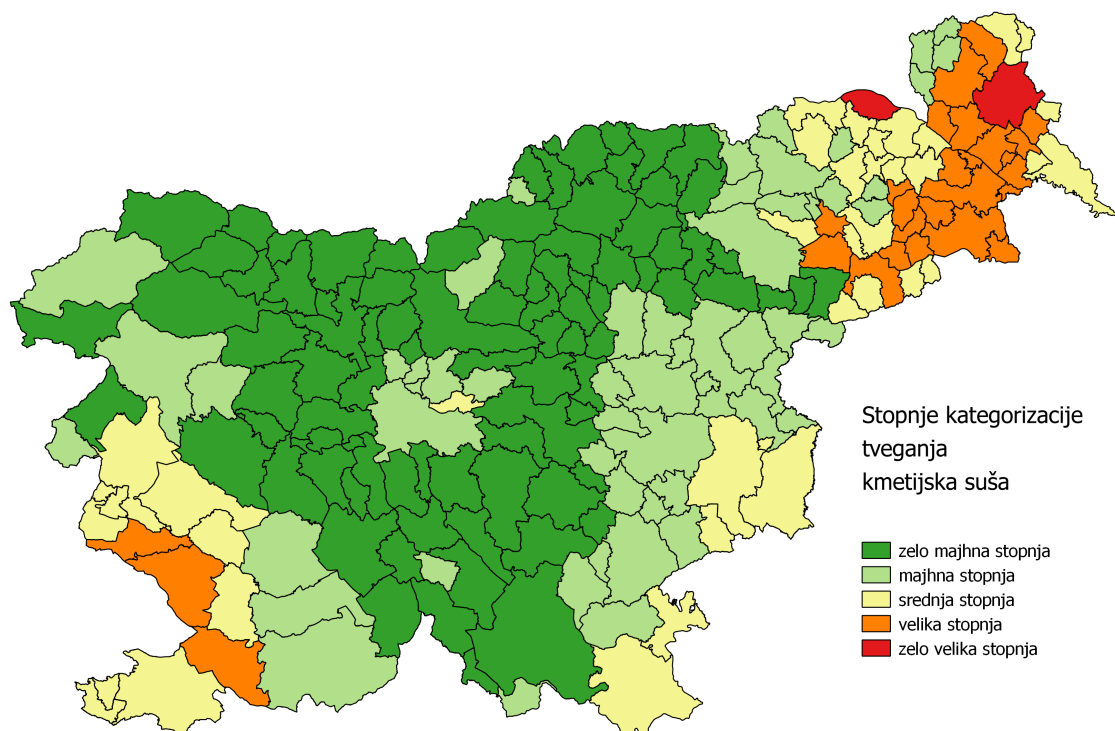 Stopnje kategorizacije
tveganja
kmetijska suša
zelo majhna stopnja
majhna stopnja
srednja stopnja
velika stopnja
zelo velika stopnja